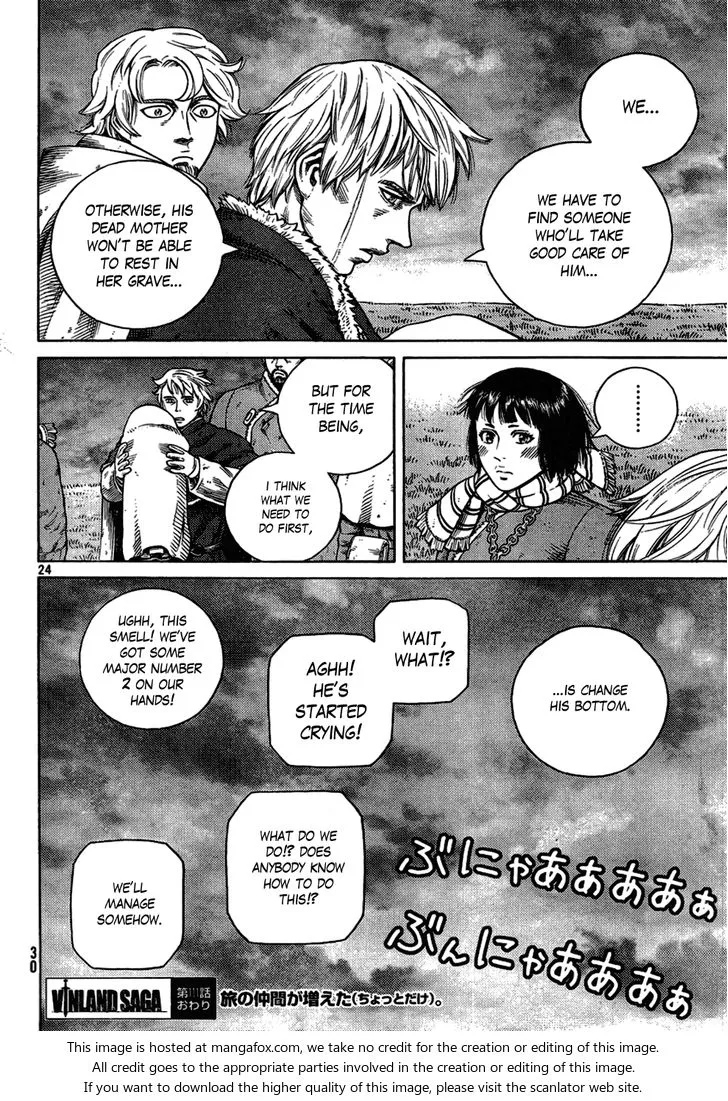 WE...
WE HAVE TO
FIND SOMEONE
WHO'LL TAKE
GOOD CARE OF
HIM...
OTHERWISE, HIS
DEAD MOTHER
WON'T BE ABLE
TO REST IN
HER GRAVE...
.........
BUT FOR
THE TIME
BEING,
I THINK
WHAT WE
NEED TO
DO FIRST,
24
...IS CHANGE
HIS BOTTOM.
WAIT,
WHAT!?
AGHH!
HE'S
STARTED
CRYING!
UGHH, THIS
SMELL! WE'VE
GOT SOME
MAJOR NUMBER
2 ON OUR
HANDS!
WHAT DO WE
DO!? DOES
ANYBODY KNOW
HOW TO DO
THIS!?
WE'LL
MANAGE
SOMEHOW.
ぶにゃあぁぁぁぁぁ
ぶんにゃああぁぁぁ
30
VINLAND SAGA
第111話
おわり
旅の仲間が増えた(ちょっとだけ)。
This image is hosted at mangafox.com, we take no credit for the creation or editing of this image.
All credit goes to the appropriate parties involved in the creation or editing of this image.
If you want to download the higher quality of this image, please visit the scanlator web site.